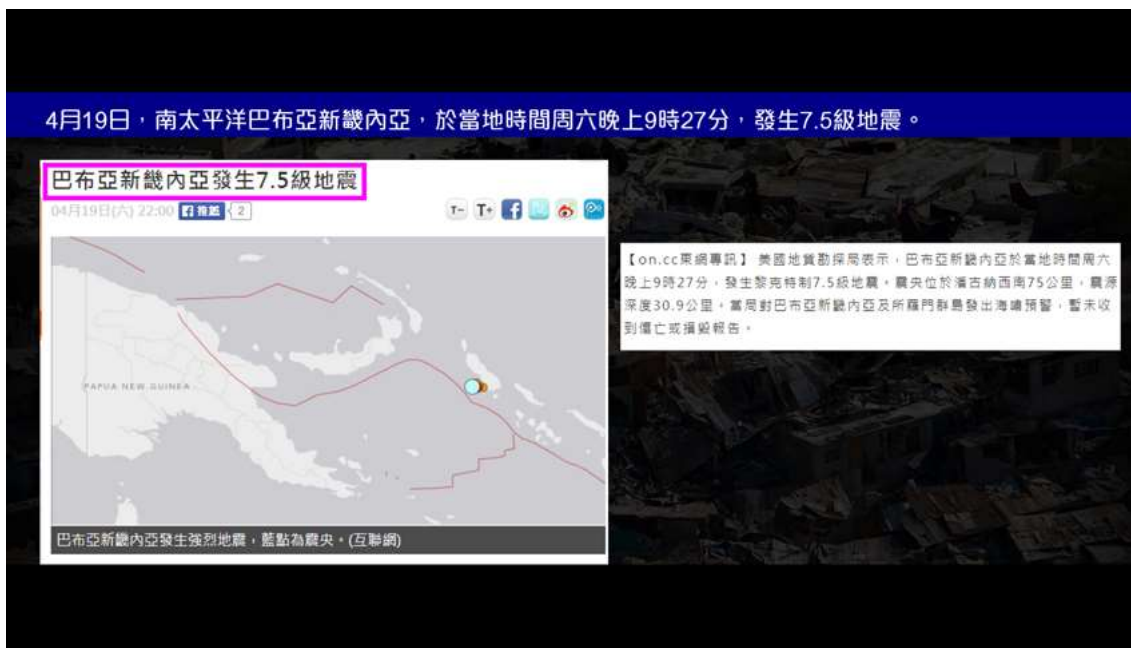 4月19日，南太平洋巴布亞新畿內亞，於當地時間周六晚上9時27分，發生7.5級地震。
巴布亞新畿內亞發生7.5級地震
04月19日(六) 22:00 推薦 2
T- T+
PAPUA NEW GUINEA
巴布亞新畿內亞發生強烈地震，藍點為震央。(互聯網)
【on.cc東網專訊】 美國地質勘探局表示，巴布亞新畿內亞於當地時間周六
晚上9時27分，發生黎克特制7.5級地震。震央位於潘古納西南75公里，震源
深度30.9公里。當局對巴布亞新畿內亞及所羅門群島發出海嘯預警，暫未收
到傷亡或損毀報告。